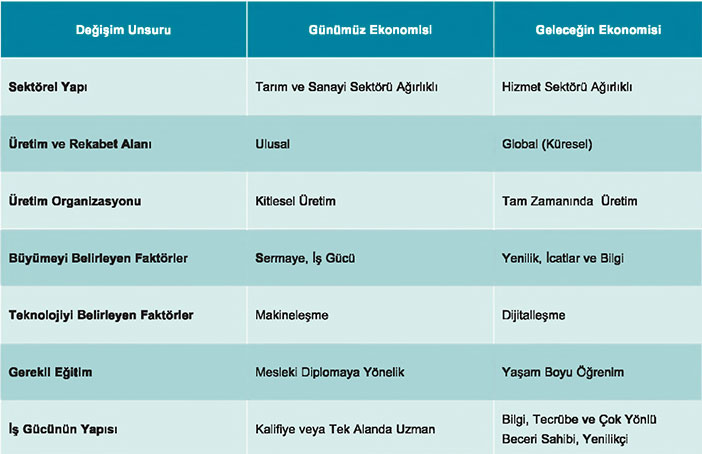 Değişim Unsuru Günümüz Ekonomisi Geleceğin Ekonomisi
Sektörel Yapı Tarım ve Sanayi Sektörü Ağırlıklı Hizmet Sektörü Ağırlıklı
Üretim ve Rekabet Alanı Ulusal Global (Küresel)
Üretim Organizasyonu Kitlesel Üretim Tam Zamanında Üretim
Büyümeyi Belirleyen Faktörler Sermaye, İş Gücü Yenilik, İcatlar ve Bilgi
Teknolojiyi Belirleyen Faktörler Makineleşme Dijitalleşme
Gerekli Eğitim Mesleki Diplomaya Yönelik Yaşam Boyu Öğrenim
İş Gücünün Yapısı Kalifiye veya Tek Alanda Uzman Bilgi, Tecrübe ve Çok Yönlü
Beceri Sahibi, Yenilikçi